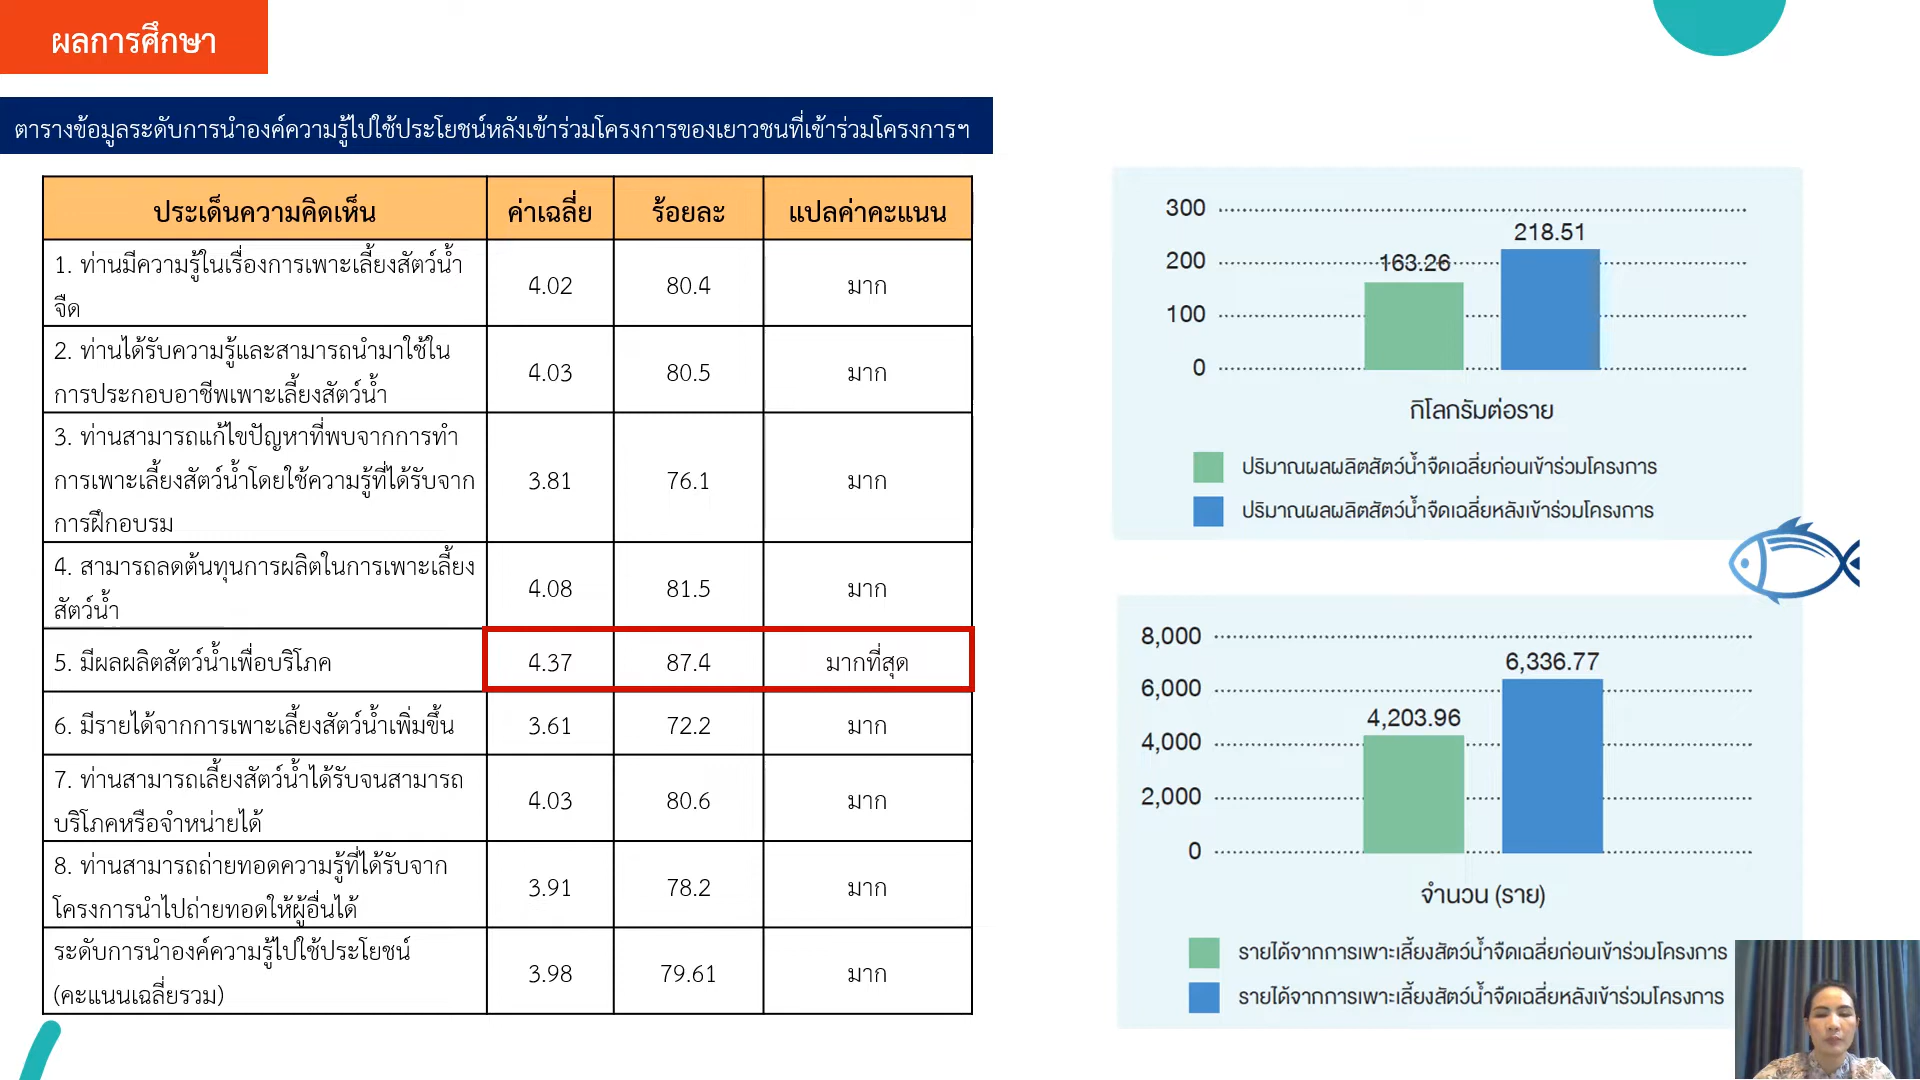 ผลการศึกษา
ตารางข้อมูลระดับการนำองค์ความรู้ไปใช้ประโยชน์หลังเข้าร่วมโครงการของเยาวชนที่เข้าร่วมโครงการฯ
ประเด็นความคิดเห็น ค่าเฉลี่ย ร้อยละ แปลค่าคะแนน
1. ท่านมีความรู้ในเรื่องการเพาะเลี้ยงสัตว์น้ำ
จืด
4.02 80.4 มาก
2. ท่านได้รับความรู้และสามารถนำมาใช้ใน
การประกอบอาชีพเพาะเลี้ยงสัตว์น้ำ
4.03 80.5 มาก
3. ท่านสามารถแก้ไขปัญหาที่พบจากการทำ
การเพาะเลี้ยงสัตว์น้ำโดยใช้ความรู้ที่ได้รับจาก
การฝึกอบรม
3.81 76.1 มาก
4. สามารถลดต้นทุนการผลิตในการเพาะเลี้ยง
สัตว์น้ำ
4.08 81.5 มาก
5. มีผลผลิตสัตว์น้ำเพื่อบริโภค 4.37 87.4 มากที่สุด
6. มีรายได้จากการเพาะเลี้ยงสัตว์น้ำเพิ่มขึ้น 3.61 72.2 มาก
7. ท่านสามารถเลี้ยงสัตว์น้ำได้รับจนสามารถ
บริโภคหรือจำหน่ายได้
4.03 80.6 มาก
8. ท่านสามารถถ่ายทอดความรู้ที่ได้รับจาก
โครงการนำไปถ่ายทอดให้ผู้อื่นได้
3.91 78.2 มาก
ระดับการนำองค์ความรู้ไปใช้ประโยชน์
(คะแนนเฉลี่ยรวม)
3.98 79.61 มาก
300
218.51
200
163.26
100
0
กิโลกรัมต่อราย
ปริมาณผลผลิตสัตว์น้ำจืดเฉลี่ยก่อนเข้าร่วมโครงการ
ปริมาณผลผลิตสัตว์น้ำจืดเฉลี่ยหลังเข้าร่วมโครงการ
8,000
6,336.77
6,000
4,203.96
4,000
2,000
0
จำนวน (ราย)
รายได้จากการเพาะเลี้ยงสัตว์น้ำจืดเฉลี่ยก่อนเข้าร่วมโครงการ
รายได้จากการเพาะเลี้ยงสัตว์น้ำจืดเฉลี่ยหลังเข้าร่วมโครงการ